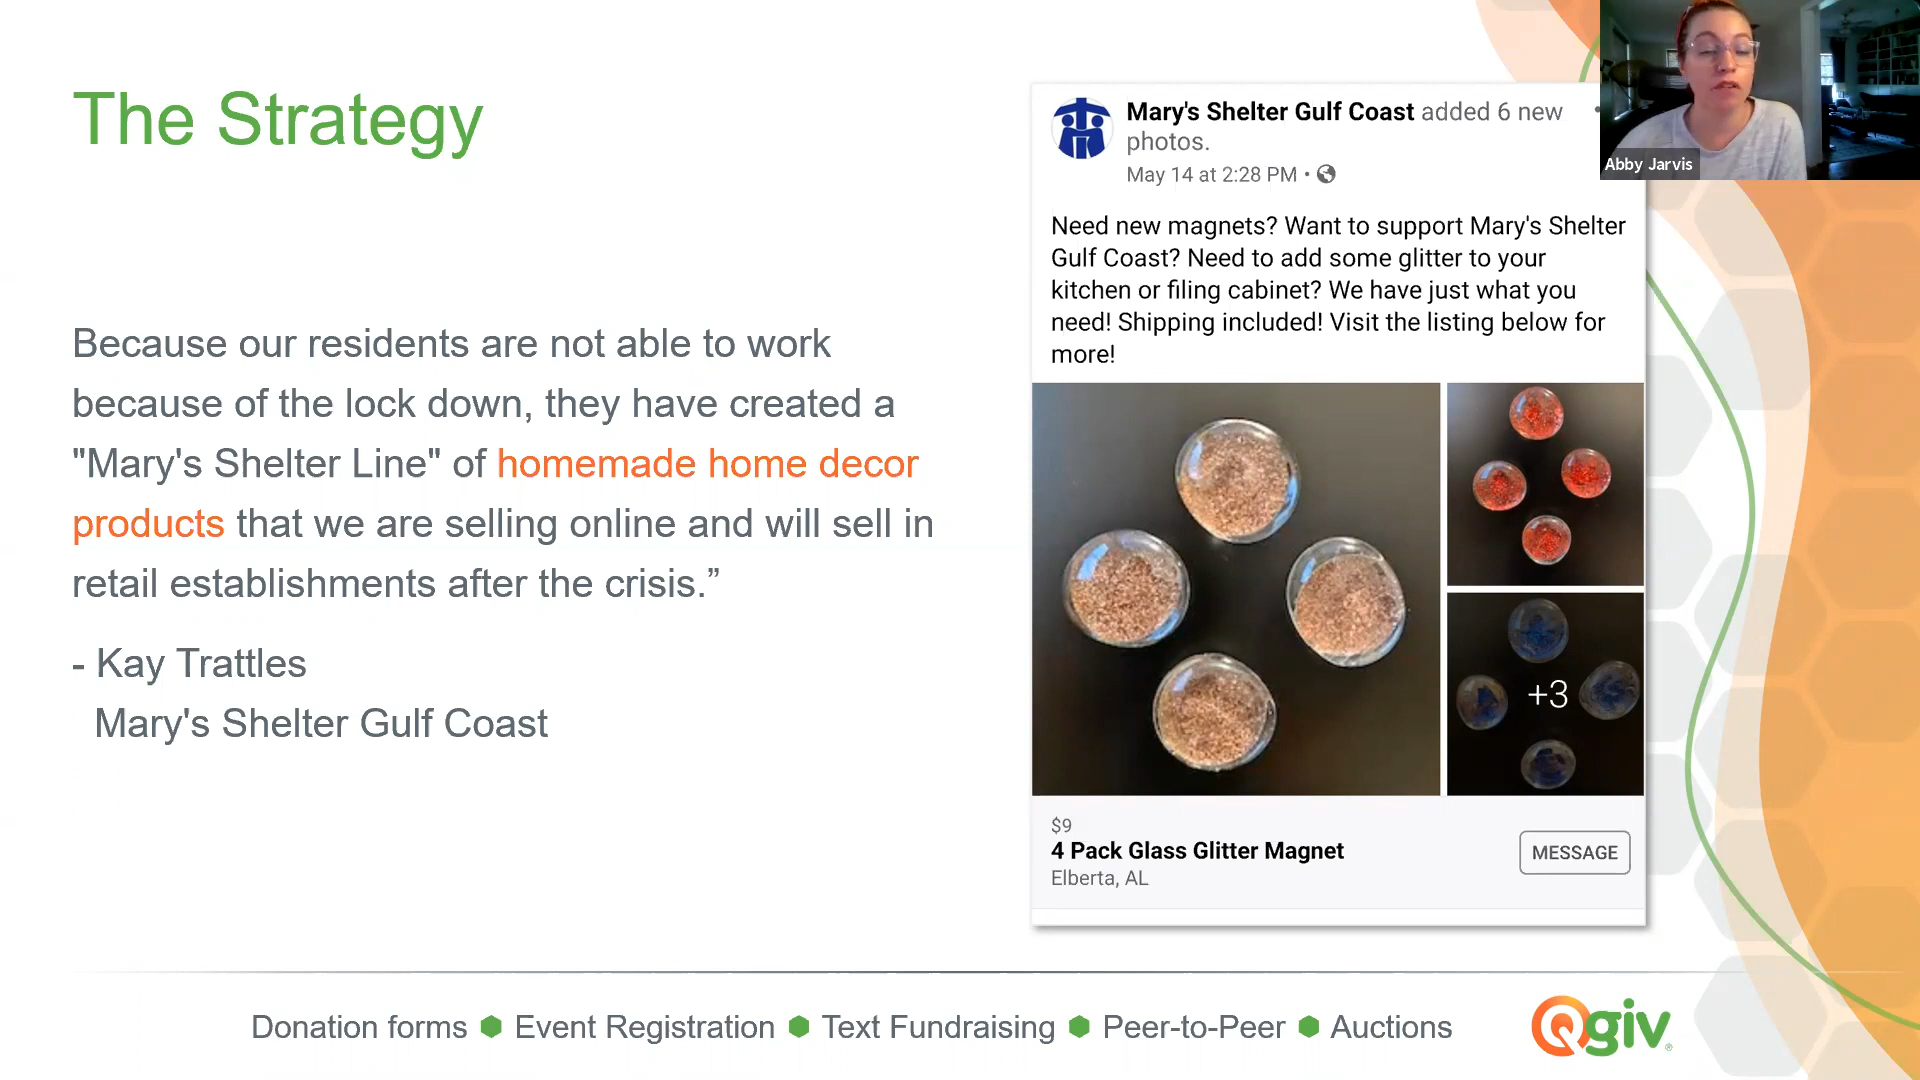 The Strategy
Because our residents are not able to work
because of the lock down, they have created a
"Mary's Shelter Line" of homemade home decor
products that we are selling online and will sell in
retail establishments after the crisis.”
- Kay Trattles
Mary's Shelter Gulf Coast
Mary's Shelter Gulf Coast added 6 new
photos.
May 14 at 2:28 PM •
Need new magnets? Want to support Mary's Shelter
Gulf Coast? Need to add some glitter to your
kitchen or filing cabinet? We have just what you
need! Shipping included! Visit the listing below for
more!
+3
$9
4 Pack Glass Glitter Magnet
Elberta, AL
MESSAGE
Abby Jarvis
Donation forms Event Registration Text Fundraising Peer-to-Peer Auctions
Qgiv®